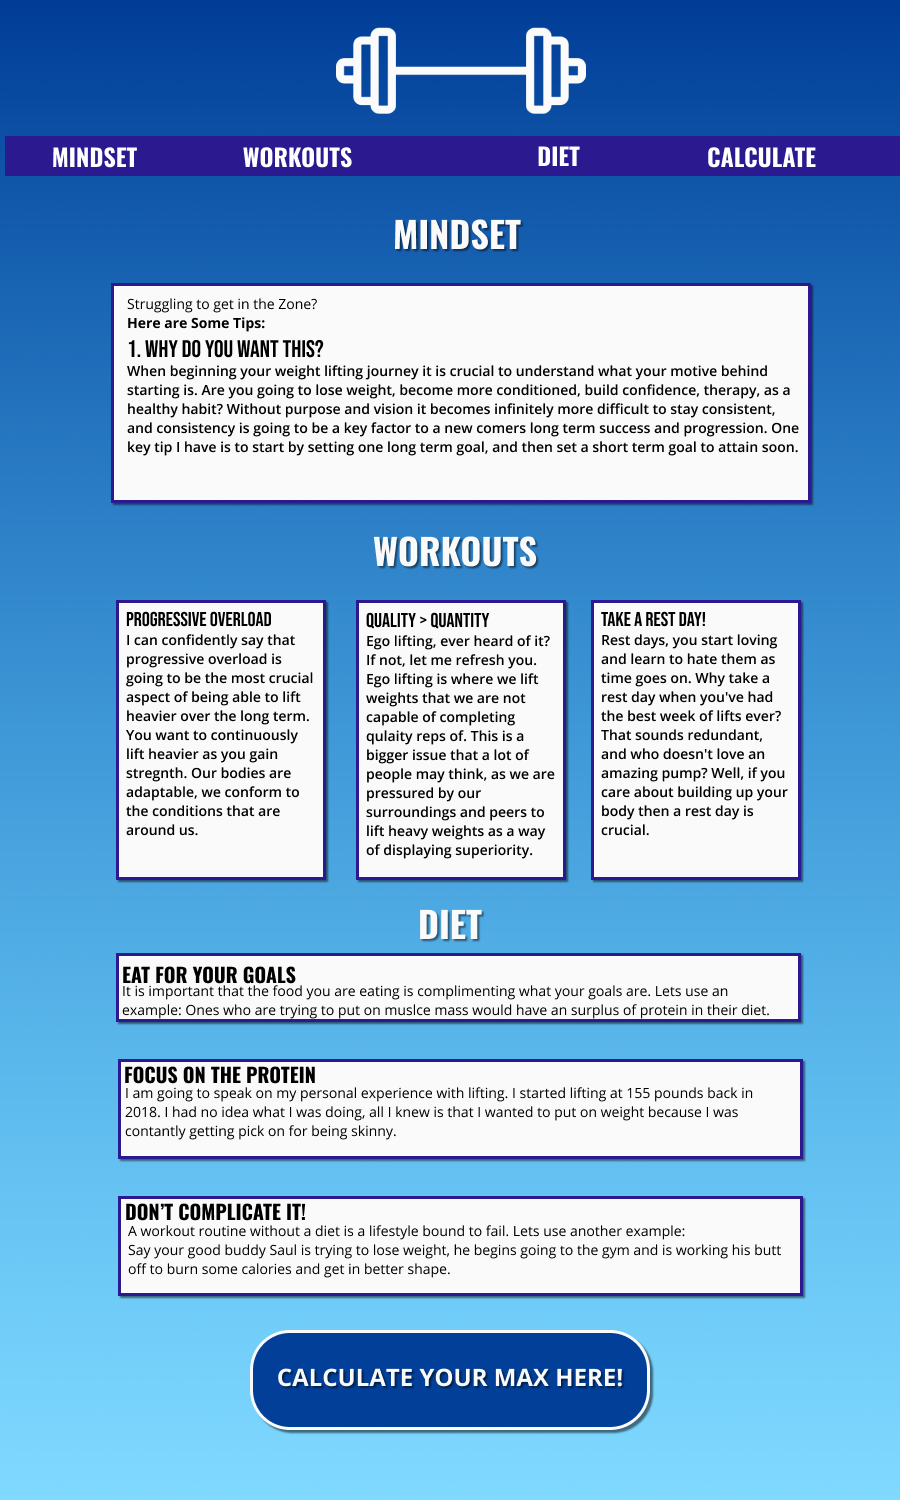 MINDSET WORKOUTS DIET CALCULATE
MINDSET
Struggling to get in the Zone?
Here are Some Tips:
1. WHY DO YOU WANT THIS?
When beginning your weight lifting journey it is crucial to understand what your motive behind
starting is. Are you going to lose weight, become more conditioned, build confidence, therapy, as a
healthy habit? Without purpose and vision it becomes infinitely more difficult to stay consistent,
and consistency is going to be a key factor to a new comers long term success and progression. One
key tip I have is to start by setting one long term goal, and then set a short term goal to attain soon.
WORKOUTS
PROGRESSIVE OVERLOAD
I can confidently say that
progressive overload is
going to be the most crucial
aspect of being able to lift
heavier over the long term.
You want to continuously
lift heavier as you gain
stregnth. Our bodies are
adaptable, we conform to
the conditions that are
around us.
QUALITY > QUANTITY
Ego lifting, ever heard of it?
If not, let me refresh you.
Ego lifting is where we lift
weights that we are not
capable of completing
qulaity reps of. This is a
bigger issue that a lot of
people may think, as we are
pressured by our
surroundings and peers to
lift heavy weights as a way
of displaying superiority.
TAKE A REST DAY!
Rest days, you start loving
and learn to hate them as
time goes on. Why take a
rest day when you've had
the best week of lifts ever?
That sounds redundant,
and who doesn't love an
amazing pump? Well, if you
care about building up your
body then a rest day is
crucial.
DIET
EAT FOR YOUR GOALS
It is important that the food you are eating is complimenting what your goals are. Lets use an
example: Ones who are trying to put on muslce mass would have an surplus of protein in their diet.
FOCUS ON THE PROTEIN
I am going to speak on my personal experience with lifting. I started lifting at 155 pounds back in
2018. I had no idea what I was doing, all I knew is that I wanted to put on weight because I was
contantly getting pick on for being skinny.
DON'T COMPLICATE IT!
A workout routine without a diet is a lifestyle bound to fail. Lets use another example:
Say your good buddy Saul is trying to lose weight, he begins going to the gym and is working his butt
off to burn some calories and get in better shape.
CALCULATE YOUR MAX HERE!